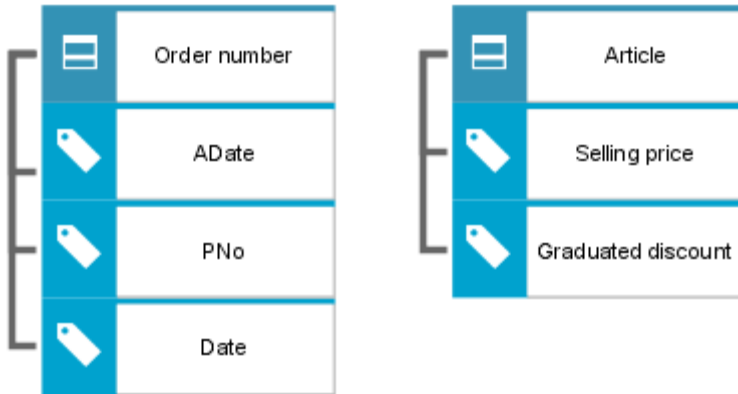 Order number
ADate
PNo
Date
Article
Selling price
Graduated discount